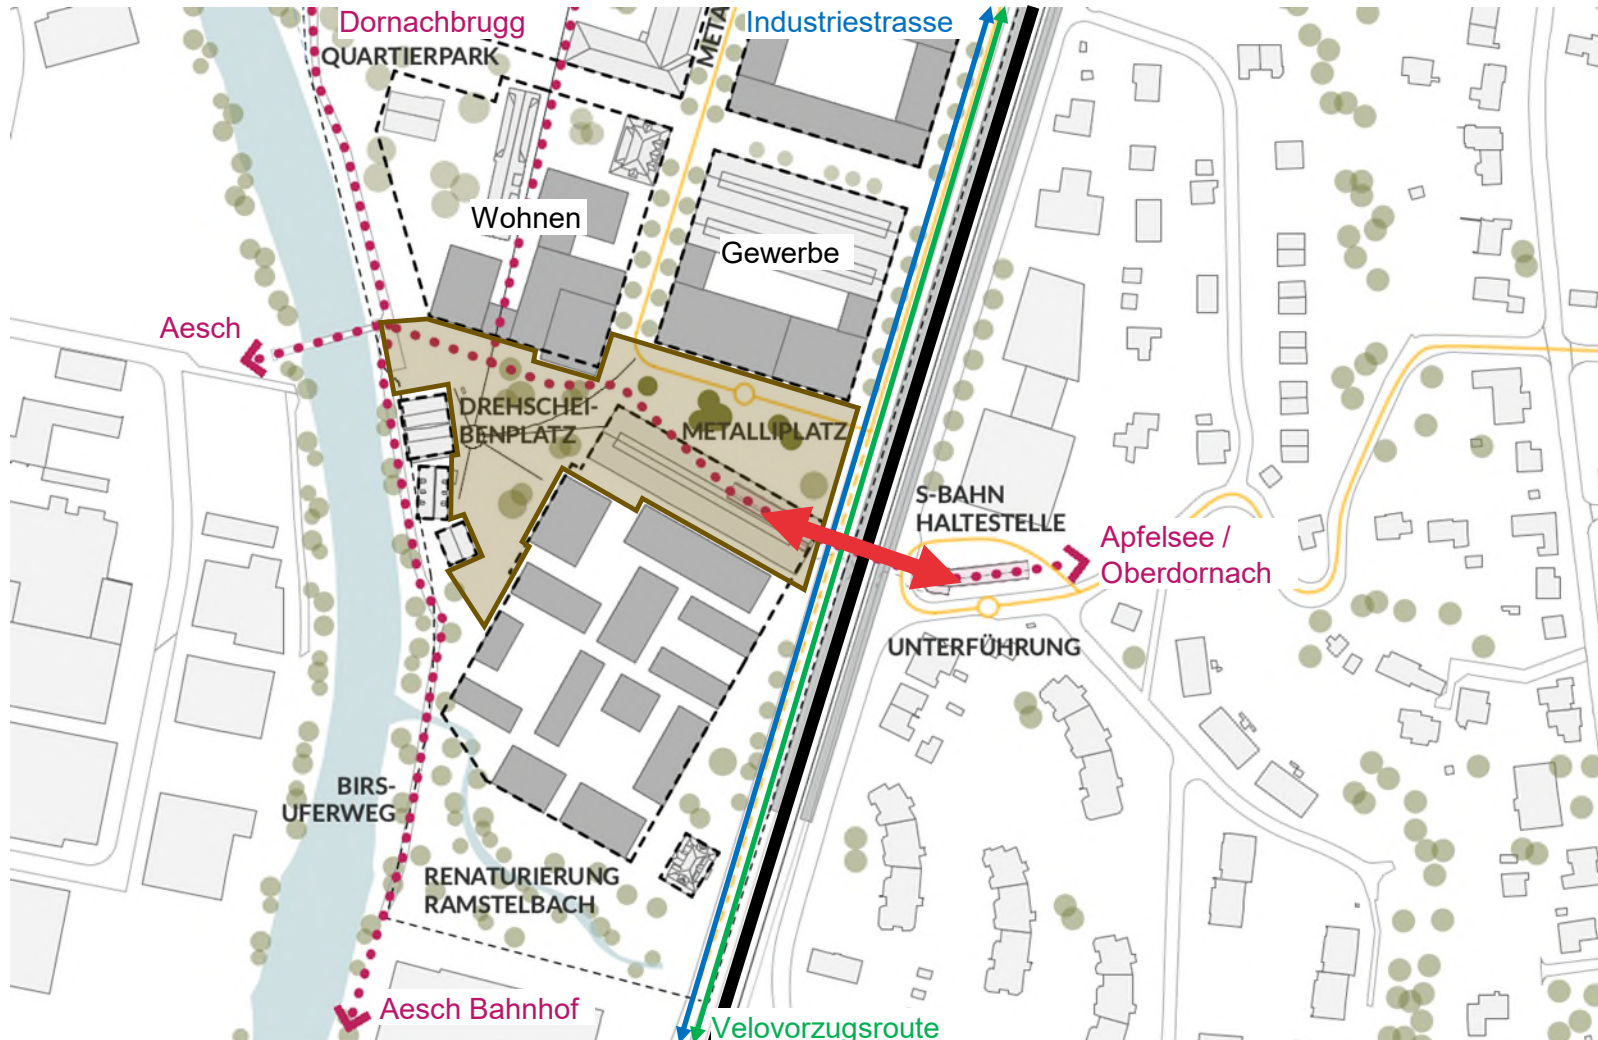 Dornachbrugg
Industriestrasse
QUARTIERPARK
META
Wohnen
Gewerbe
Aesch
DREHSCHEI-
BENPLATZ
METALLIPLATZ
S-BAHN
HALTESTELLE
Apfelsee /
Oberdornach
UNTERFÜHRUNG
BIRS-
UFERWEG
RENATURIERUNG
RAMSTELBACH
Aesch Bahnhof
Velovorzugsroute